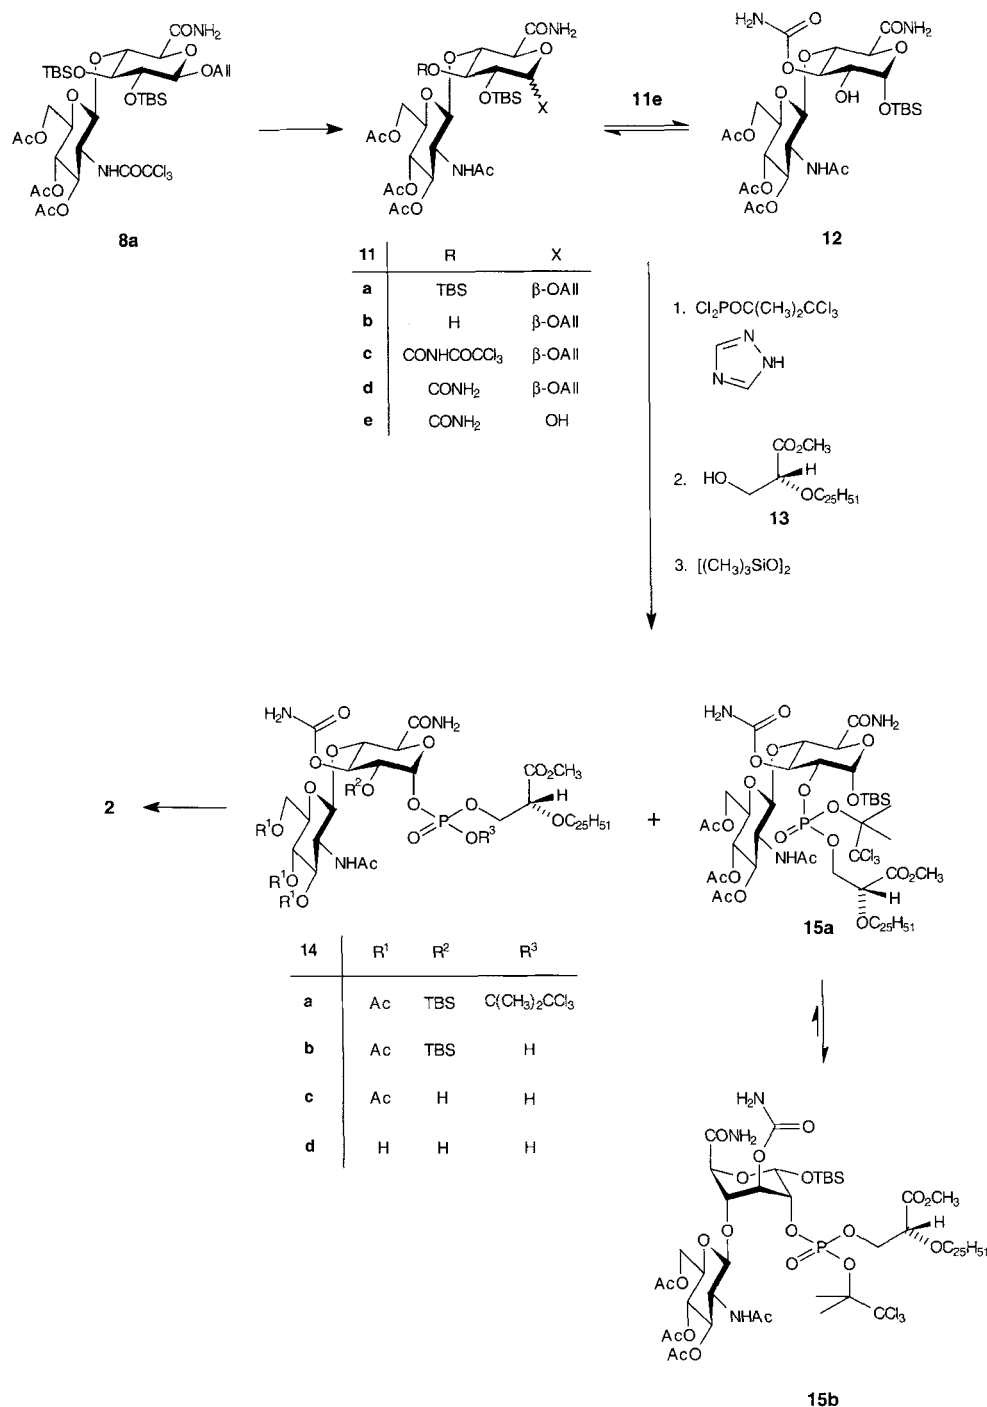 CONH₂
TBSO
OTBS
OAll
AcO
NHCOCCl₃
AcO
AcO
8a
CONH₂
RO
OTBS
X
AcO
NHAc
AcO
AcO
11e
H₂N
O
CONH₂
O
O
O
OH
OTBS
AcO
NHAc
AcO
AcO
12
11 R X
a TBS β-OAll
b H β-OAll
c CONHCOCCl₃ β-OAll
d CONH₂ β-OAll
e CONH₂ OH
1. Cl₂POC(CH₃)₂CCl₃
N
NH
N
2. HO
CO₂CH₃
H
OC₂₅H₅₁
13
3. [(CH₃)₃SiO]₂
2
H₂N
O
CONH₂
O
O
O
R²O
CO₂CH₃
H
O
P
O
O
OR³
OC₂₅H₅₁
R¹O
O
NHAc
R¹O
R¹O
+
H₂N
O
CONH₂
O
O
O
O
OTBS
P
O
O
O
CCl₃
AcO
NHAc
AcO
AcO
CO₂CH₃
H
OC₂₅H₅₁
15a
14 R¹ R² R³
a Ac TBS C(CH₃)₂CCl₃
b Ac TBS H
c Ac H H
d H H H
H₂N
O
CONH₂
O
O
OTBS
O
O
P
O
O
O
CO₂CH₃
H
OC₂₅H₅₁
CCl₃
O
AcO
NHAc
AcO
AcO
15b